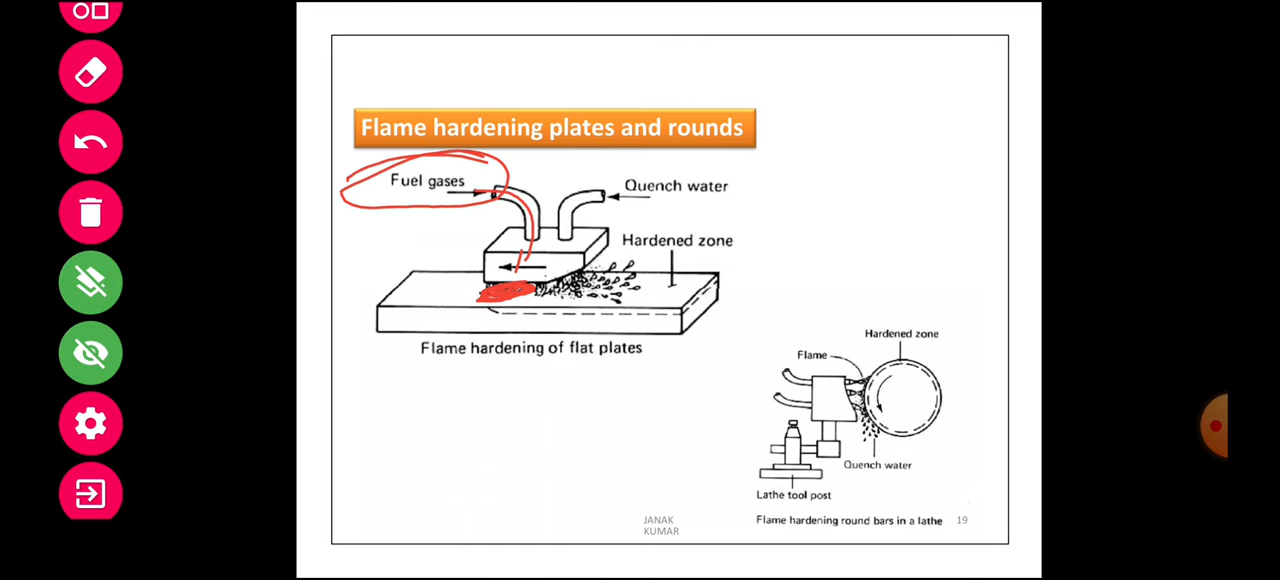 Flame hardening plates and rounds
Fuel gases
Quench water
Hardened zone
Flame hardening of flat plates
Hardened zone
Flame
Quench water
Lathe tool post
Flame hardening round bars in a lathe
JANAK
KUMAR
19